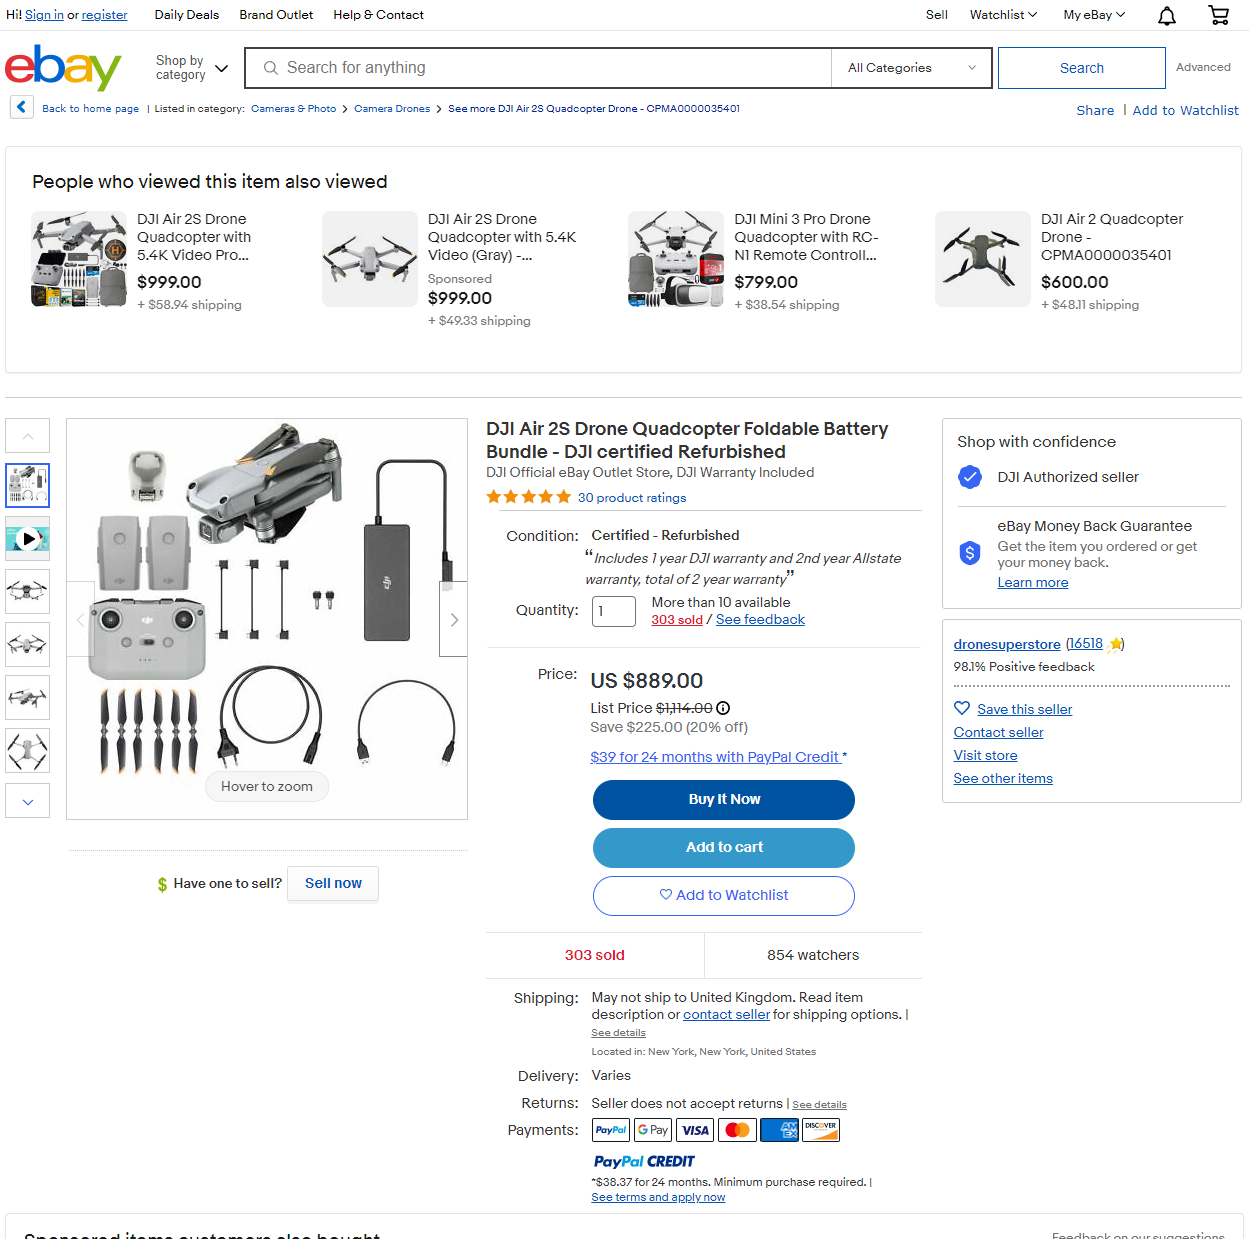 Hi! Sign in or register
Daily Deals
Brand Outlet
Help & Contact
Sell
Watchlist
My eBay
ebay
Shop by
category
Search for anything
All Categories
Search
Advanced
Back to home page | Listed in category: Cameras & Photo > Camera Drones > See more DJI Air 2S Quadcopter Drone - CPMA0000035401
Share | Add to Watchlist
People who viewed this item also viewed
DJI Air 2S Drone
Quadcopter with
5.4K Video Pro...
$999.00
+ $58.94 shipping
DJI Air 2S Drone
Quadcopter with 5.4K
Video (Gray) -...
Sponsored
$999.00
+ $49.33 shipping
DJI Mini 3 Pro Drone
Quadcopter with RC-
N1 Remote Controll...
$799.00
+ $38.54 shipping
DJI Air 2 Quadcopter
Drone -
CPMA0000035401
$600.00
+ $48.11 shipping
Hover to zoom
$ Have one to sell?
Sell now
DJI Air 2S Drone Quadcopter Foldable Battery
Bundle - DJI certified Refurbished
DJI Official eBay Outlet Store, DJI Warranty Included
30 product ratings
Condition: Certified - Refurbished
“Includes 1 year DJI warranty and 2nd year Allstate
warranty, total of 2 year warranty”
Quantity: 1
More than 10 available
303 sold / See feedback
Price: US $889.00
List Price $1,114.00
Save $225.00 (20% off)
$39 for 24 months with PayPal Credit *
Buy It Now
Add to cart
Add to Watchlist
303 sold
854 watchers
Shipping: May not ship to United Kingdom. Read item
description or contact seller for shipping options. |
See details
Located in: New York, New York, United States
Delivery: Varies
Returns: Seller does not accept returns | See details
Payments: PayPal G Pay VISA AMEX DISCOVER
PayPal CREDIT
*$38.37 for 24 months. Minimum purchase required. |
See terms and apply now
Shop with confidence
DJI Authorized seller
eBay Money Back Guarantee
Get the item you ordered or get
your money back.
Learn more
dronesuperstore (16518)
98.1% Positive feedback
Save this seller
Contact seller
Visit store
See other items
Sponsored items customers also bought
Feedback on our suggestions